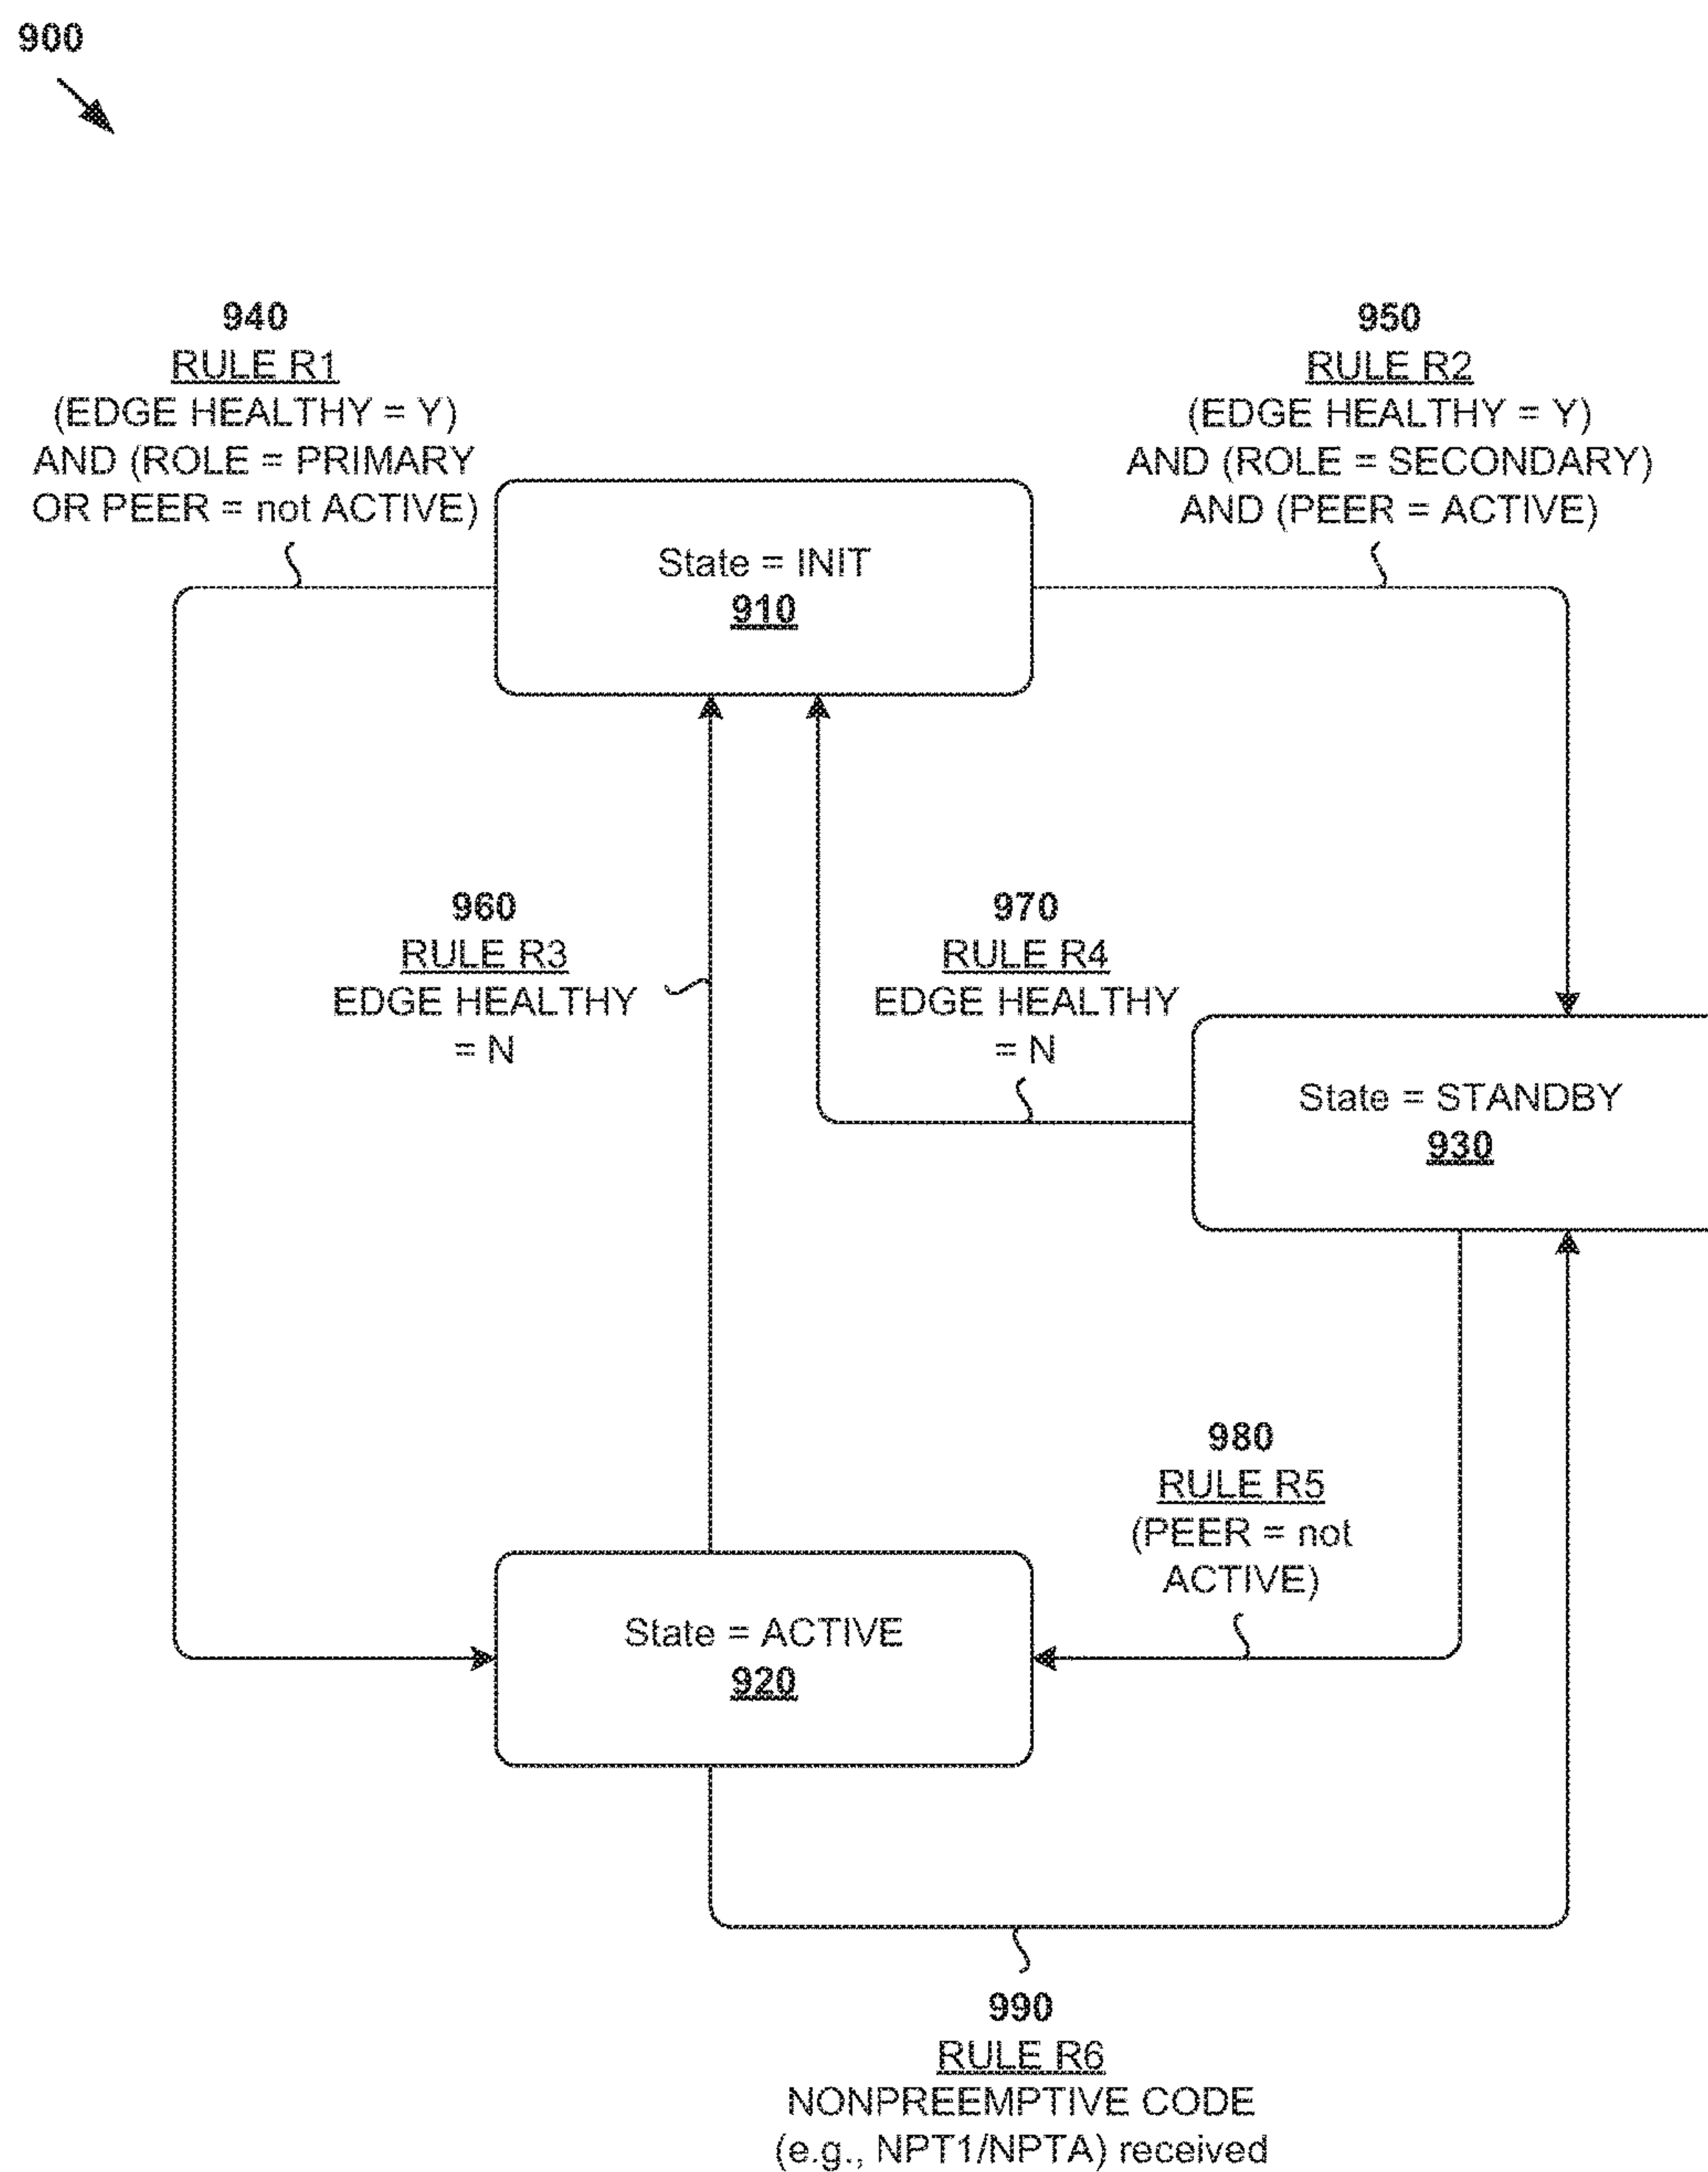 900
940
RULE R1
(EDGE HEALTHY = Y)
AND (ROLE = PRIMARY
OR PEER = not ACTIVE)
950
RULE R2
(EDGE HEALTHY = Y)
AND (ROLE = SECONDARY)
AND (PEER = ACTIVE)
State = INIT
910
960
RULE R3
EDGE HEALTHY
= N
970
RULE R4
EDGE HEALTHY
= N
State = STANDBY
930
980
RULE R5
(PEER = not
ACTIVE)
State = ACTIVE
920
990
RULE R6
NONPREEMPTIVE CODE
(e.g., NPT1/NPTA) received